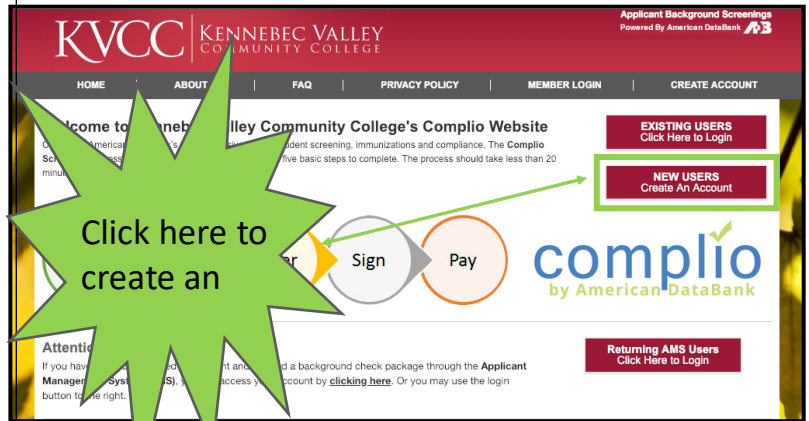 KVCC KENNEBEC VALLEY
COMMUNITY COLLEGE
Applicant Background Screenings
Powered By American DataBank ADB
HOME ABOUT FAQ PRIVACY POLICY MEMBER LOGIN CREATE ACCOUNT
to Valley Community College's Complio Website
American screening, immunizations and compliance. The Complio
five basic steps to complete. The process should take less than 20
EXISTING USERS
Click Here to Login
NEW USERS
Create An Account
Click here to
create an
Sign
Pay
complio
by American DataBank
If you have and a background check package through the Applicant
access account by clicking here. Or you may use the login
button to the right.
Returning AMS Users
Click Here to Login